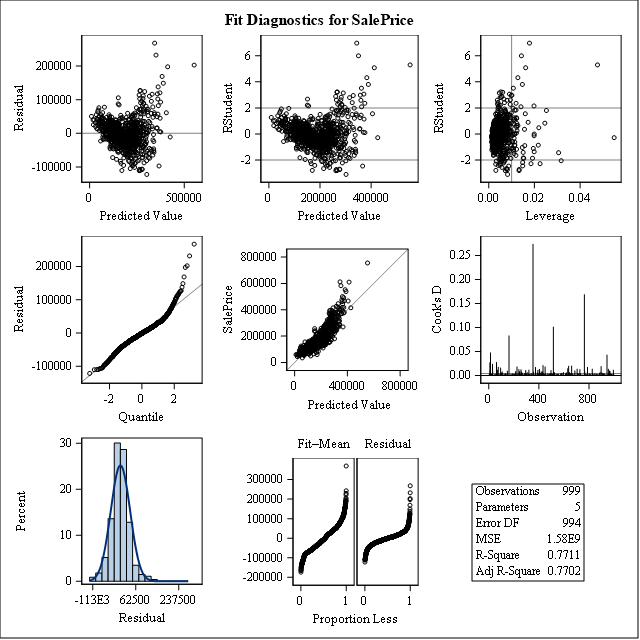 Fit Diagnostics for SalePrice
Residual
200000
100000
0
-100000
0
500000
Predicted Value
RStudent
6
4
2
0
-2
0
200000
400000
Predicted Value
RStudent
6
4
2
0
-2
0.00
0.02
0.04
Leverage
Residual
200000
100000
0
-100000
-2
0
2
Quantile
SalePrice
800000
600000
400000
200000
0
0
400000
800000
Predicted Value
Cook's D
0.25
0.20
0.15
0.10
0.05
0.00
0
400
800
Observation
Percent
30
20
10
0
-113E3
62500
237500
Residual
Fit–Mean
Residual
300000
200000
100000
0
-100000
-200000
0
1
0
1
Proportion Less
Observations 999
Parameters 5
Error DF 994
MSE 1.58E9
R-Square 0.7711
Adj R-Square 0.7702